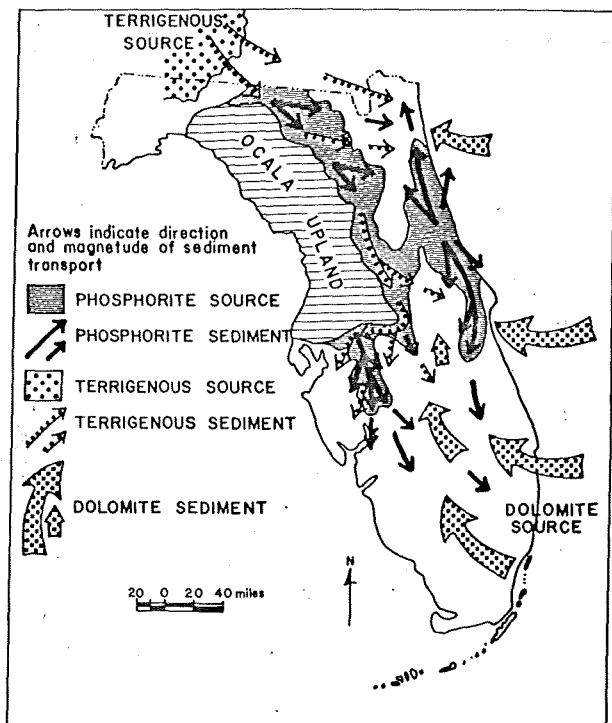 TERRIGENOUS
SOURCE
OCALA
UPLAND
Arrows indicate direction
and magnetude of sediment
transport
PHOSPHORITE SOURCE
PHOSPHORITE SEDIMENT
TERRIGENOUS SOURCE
TERRIGENOUS SEDIMENT
DOLOMITE SEDIMENT
DOLOMITE
SOURCE
N
20 0 20 40 miles